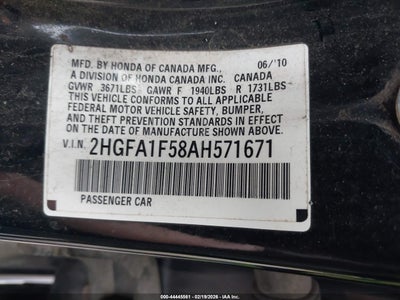 MFD. BY HONDA OF CANADA MFG., 06/'10
A DIVISION OF HONDA CANADA INC. CANADA
GVWR 3671LBS GAWR F 1940LBS R 1731LBS
THIS VEHICLE CONFORMS TO ALL APPLICABLE
FEDERAL MOTOR VEHICLE SAFETY, BUMPER,
AND THEFT PREVENTION STANDARDS IN EFFECT
ON THE DATE OF MANUFACTURE SHOWN ABOVE.
V.I.N. 2HGFA1F58AH571671
PASSENGER CAR
000-44445561 - 02/19/2026 - IAA Inc.